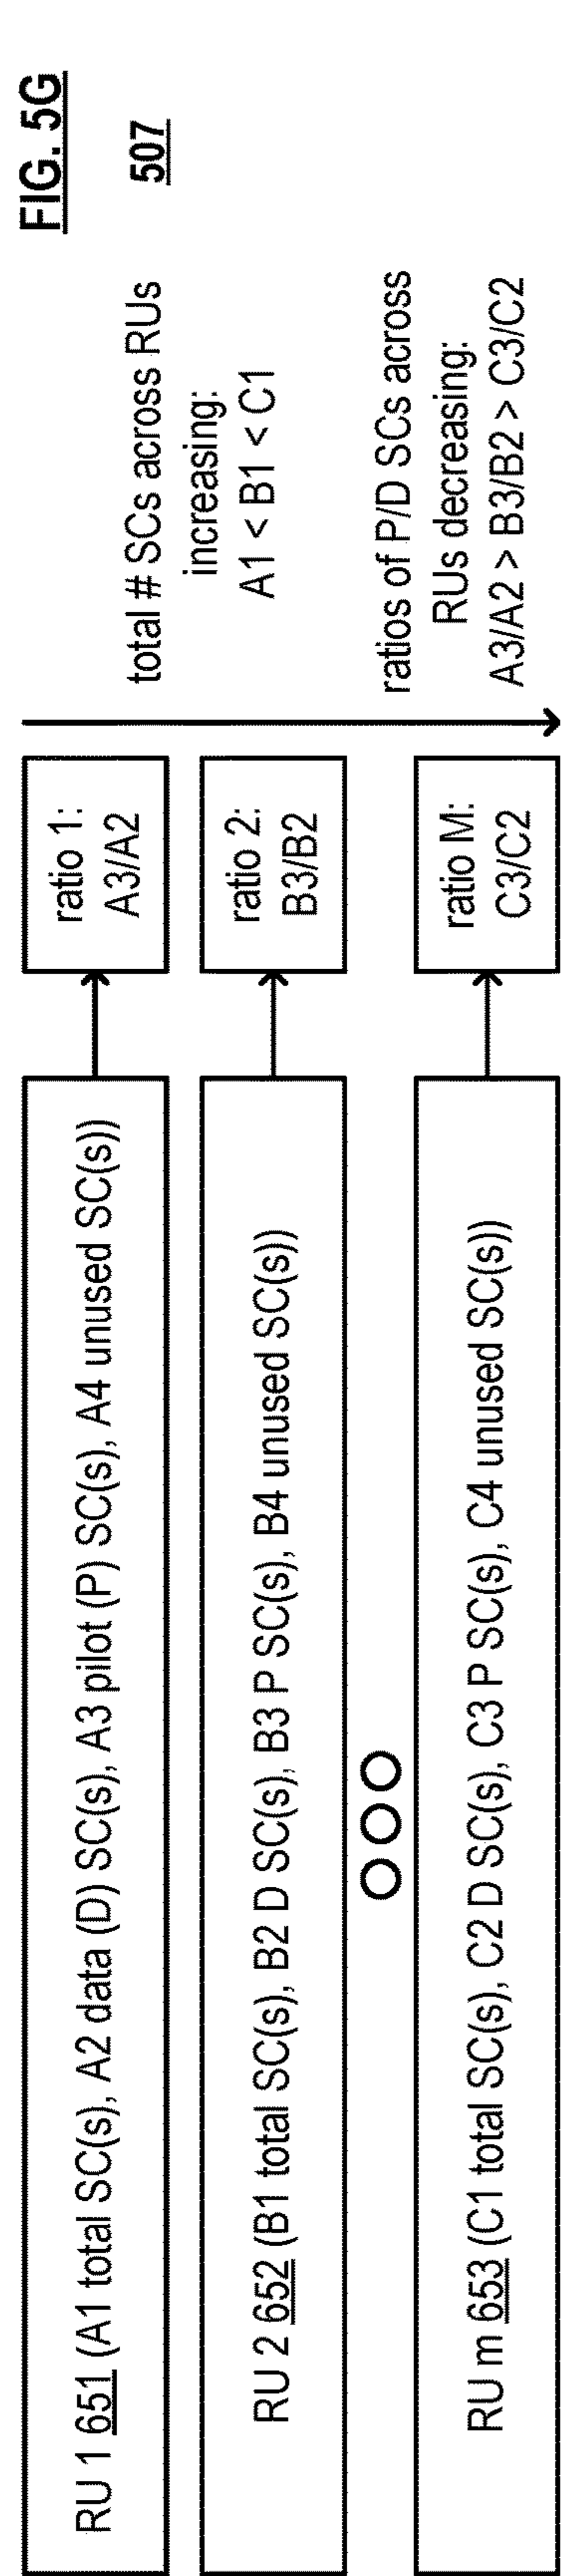 FIG. 5G
507
RU 1 651 (A1 total SC(s), A2 data (D) SC(s), A3 pilot (P) SC(s), A4 unused SC(s))
ratio 1:
A3/A2
RU 2 652 (B1 total SC(s), B2 D SC(s), B3 P SC(s), B4 unused SC(s))
ratio 2:
B3/B2
RU m 653 (C1 total SC(s), C2 D SC(s), C3 P SC(s), C4 unused SC(s))
ratio M:
C3/C2
total # SCs across RUs
increasing:
A1 < B1 < C1
ratios of P/D SCs across
RUs decreasing:
A3/A2 > B3/B2 > C3/C2